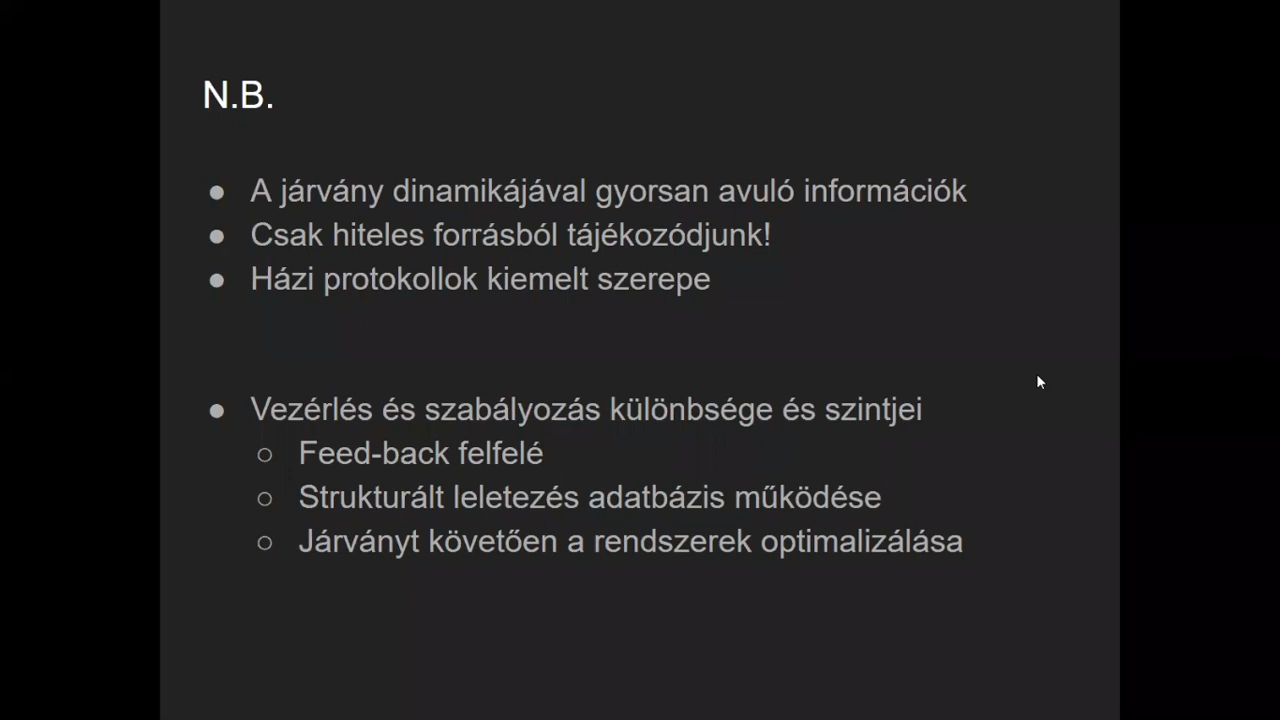 N.B.
● A járvány dinamikájával gyorsan avuló információk
● Csak hiteles forrásból tájékozódjunk!
● Házi protokollok kiemelt szerepe
● Vezérlés és szabályozás különbsége és szintjei
○ Feed-back felfelé
○ Strukturált leletezés adatbázis működése
○ Járványt követően a rendszerek optimalizálása